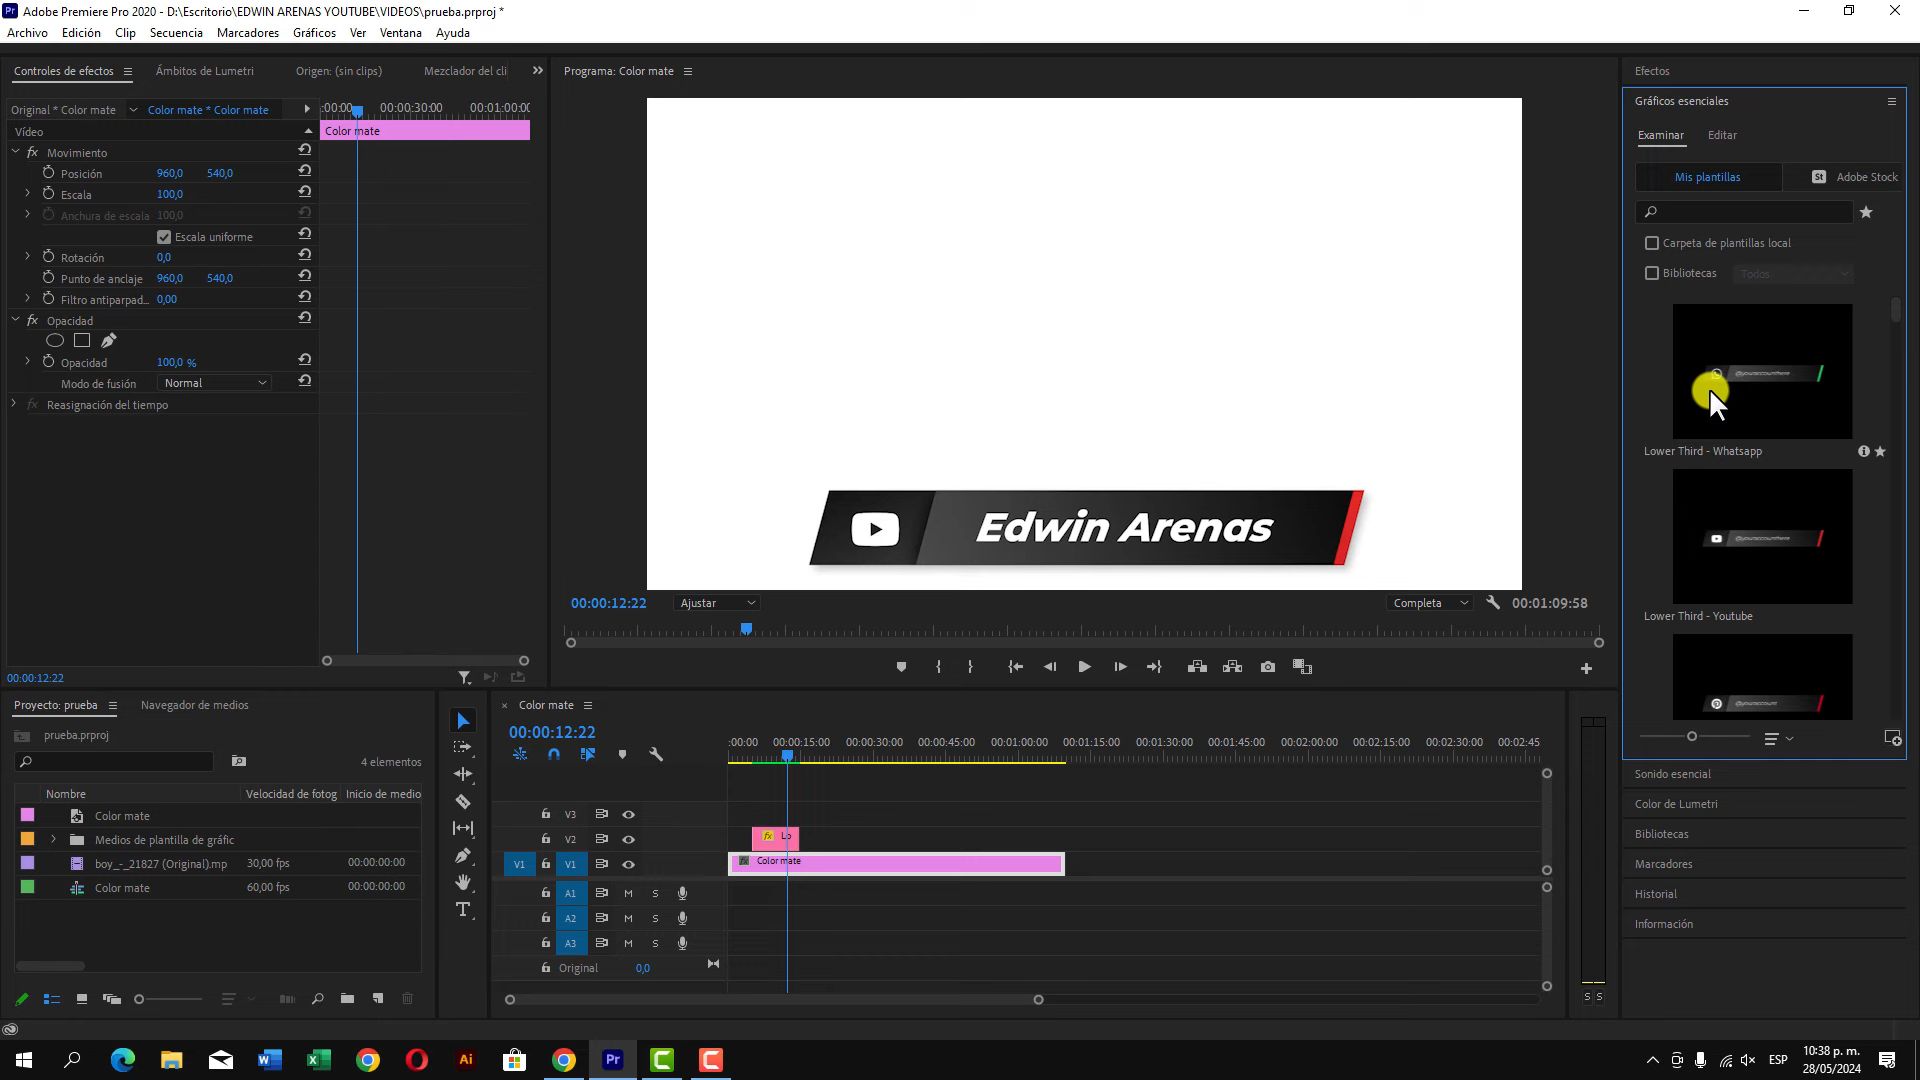 Adobe Premiere Pro 2020 - D:\Escritorio\EDWIN ARENAS YOUTUBE\VIDEOS\prueba.prproj *
Archivo Edición Clip Secuencia Marcadores Gráficos Ver Ventana Ayuda
Controles de efectos Ámbitos de Lumetri Origen: (sin clips) Mezclador del cli
Programa: Color mate
Efectos
Original * Color mate Color mate * Color mate
:00:00 00:00:30:00 00:01:00:00
Vídeo
Color mate
Movimiento
Posición 960,0 540,0
Escala 100,0
Anchura de escala 100,0
Escala uniforme
Rotación 0,0
Punto de anclaje 960,0 540,0
Filtro antiparpad... 0,00
Opacidad
Opacidad 100,0 %
Modo de fusión Normal
Reasignación del tiempo
00:00:12:22
Edwin Arenas
00:00:12:22 Ajustar Completa 00:01:09:58
Gráficos esenciales
Examinar Editar
Mis plantillas St Adobe Stock
Carpeta de plantillas local
Bibliotecas Todos
Lower Third - Whatsapp
Lower Third - Youtube
Sonido esencial
Color de Lumetri
Bibliotecas
Marcadores
Historial
Información
Proyecto: prueba Navegador de medios
prueba.prproj
4 elementos
Nombre Velocidad de fotog Inicio de medio
Color mate
Medios de plantilla de gráfic
boy_-_21827 (Original).mp 30,00 fps 00:00:00:00
Color mate 60,00 fps 00:00:00:00
Color mate
00:00:12:22
:00:00 00:00:15:00 00:00:30:00 00:00:45:00 00:01:00:00 00:01:15:00 00:01:30:00 00:01:45:00 00:02:00:00 00:02:15:00 00:02:30:00 00:02:45
V3
V2 fx Lo
V1 V1 Color mate
A1 M S
A2 M S
A3 M S
Original 0,0
S S
ESP
10:38 p. m.
28/05/2024